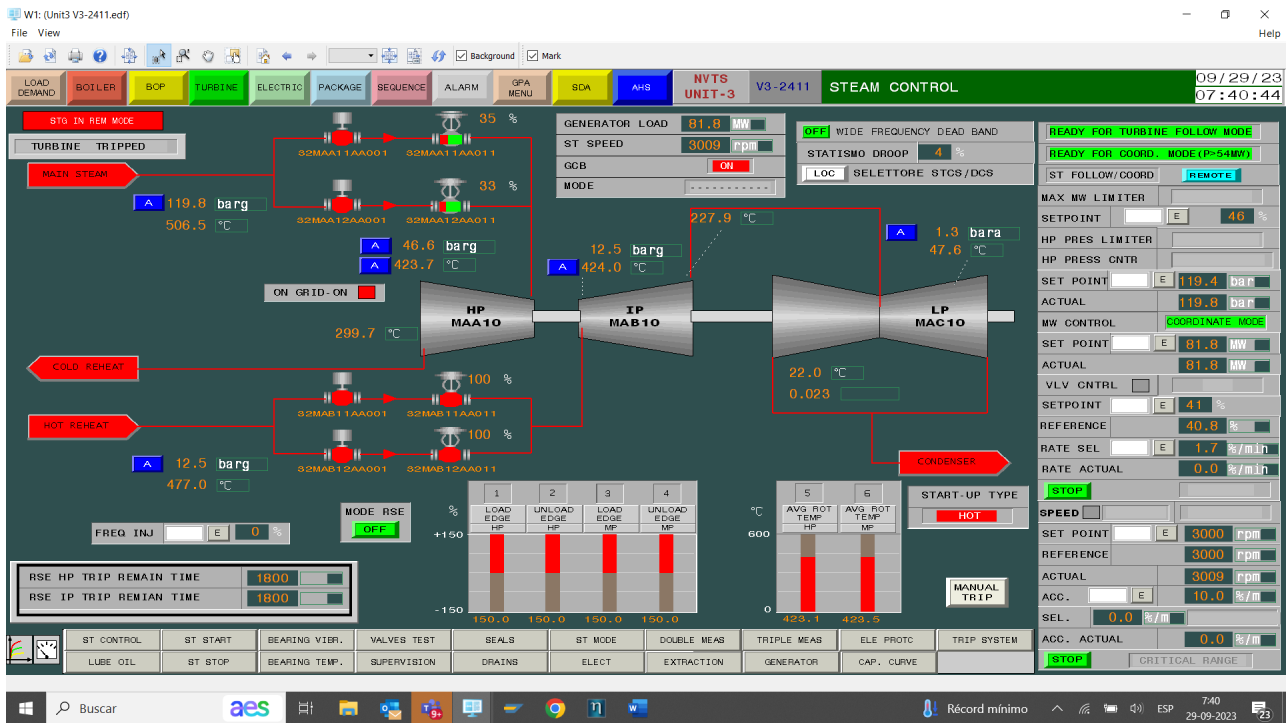 W1: (Unit3 V3-2411.edf)
File View Help
Background Mark
LOAD DEMAND BOILER BOP TURBINE ELECTRIC PACKAGE SEQUENCE ALARM GPA MENU SDA AHS NVTS UNIT-3 V3-2411 STEAM CONTROL 09/29/23 07:40:44
STG IN REM MODE
TURBINE TRIPPED
MAIN STEAM
A 119.8 barg
506.5 °C
35 %
32MAA11AA001 32MAA11AA011
33 %
32MAA12AA001 32MAA12AA011
A 46.6 barg
A 423.7 °C
ON GRID-ON
GENERATOR LOAD 81.8 MW
ST SPEED 3009 rpm
GCB ON
MODE -----------
OFF WIDE FREQUENCY DEAD BAND
STATISMO DROOP 4 %
LOC SELETTORE STCS/DCS
227.9 °C
12.5 barg
A 424.0 °C
A 1.3 bara
47.6 °C
HP MAA10
IP MAB10
LP MAC10
299.7 °C
COLD REHEAT
22.0 °C
0.023
100 %
32MAB11AA001 32MAB11AA011
HOT REHEAT
100 %
32MAB12AA001 32MAB12AA011
A 12.5 barg
477.0 °C
CONDENSER
FREQ INJ E 0 %
MODE RSE
OFF
RSE HP TRIP REMAIN TIME 1800
RSE IP TRIP REMIAN TIME 1800
1 2 3 4
% LOAD EDGE UNLOAD EDGE LOAD EDGE UNLOAD EDGE
HP HP MP MP
+150
-150
150.0 150.0 150.0 150.0
5 6
°C AVG ROT TEMP AVG ROT TEMP
HP MP
600
0
423.1 423.5
START-UP TYPE
HOT
MANUAL TRIP
READY FOR TURBINE FOLLOW MODE
READY FOR COORD. MODE(P>54MW)
ST FOLLOW/COORD REMOTE
MAX MW LIMITER
SETPOINT E 46 %
HP PRES LIMITER
HP PRESS CNTR
SET POINT E 119.4 bar
ACTUAL 119.8 bar
MW CONTROL COORDINATE MODE
SET POINT E 81.8 MW
ACTUAL 81.8 MW
VLV CNTRL
SETPOINT E 41 %
REFERENCE 40.8 %
RATE SEL E 1.7 %/min
RATE ACTUAL 0.0 %/min
STOP
SPEED
SET POINT E 3000 rpm
REFERENCE 3000 rpm
ACTUAL 3009 rpm
ACC. E 10.0 %/m
SEL. 0.0 %/m
ACC. ACTUAL 0.0 %/m
STOP CRITICAL RANGE
ST CONTROL ST START BEARING VIBR. VALVES TEST SEALS ST MODE DOUBLE MEAS TRIPLE MEAS ELE PROTC TRIP SYSTEM
LUBE OIL ST STOP BEARING TEMP. SUPERVISION DRAINS ELECT EXTRACTION GENERATOR CAP. CURVE
Buscar aes 9+ Récord mínimo ESP 7:40
29-09-2023 23